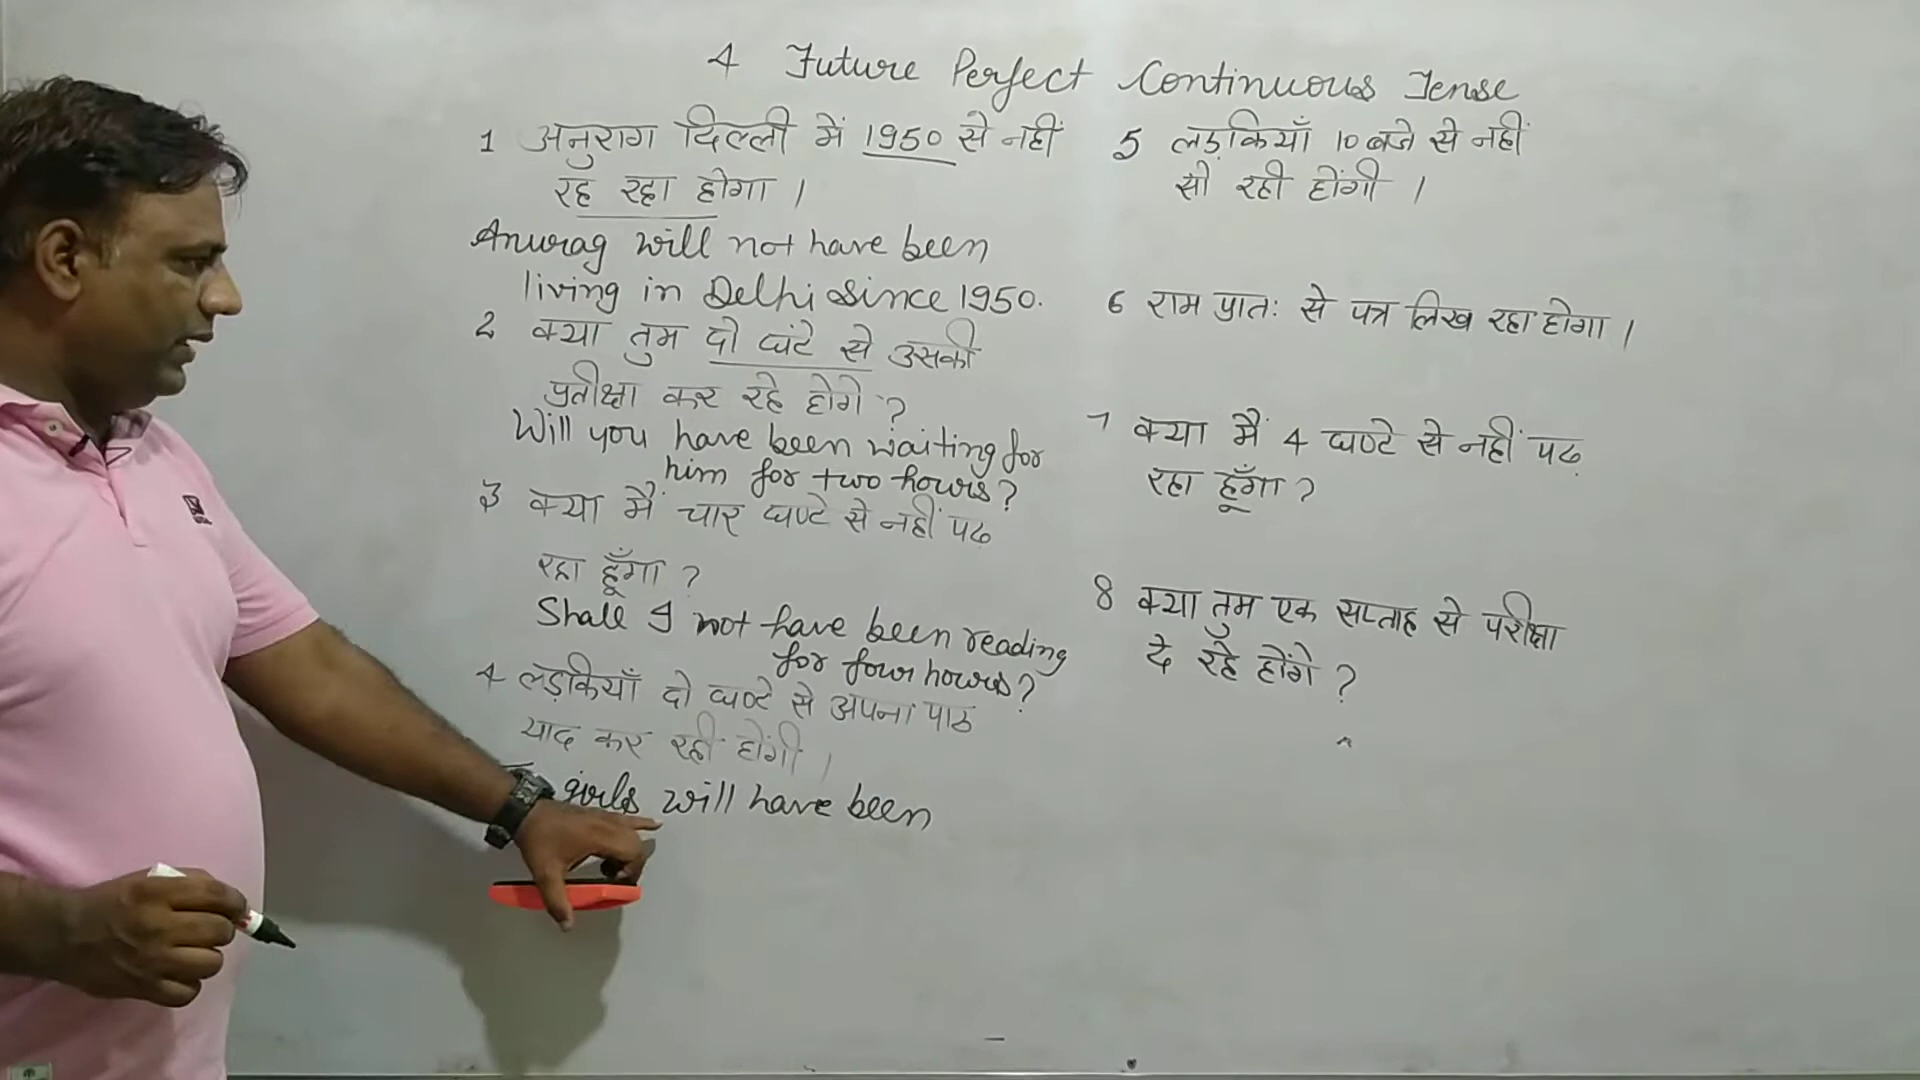 4 Future Perfect Continuous Tense
1 अनुराग दिल्ली में 1950 से नहीं
रह रहा होगा ।
Anurag will not have been
living in Delhi since 1950.
2 क्या तुम दो घंटे से उसकी
प्रतीक्षा कर रहे होगे ?
Will you have been waiting for
him for two hours?
3 क्या मैं चार घण्टे से नहीं पढ
रहा हूँगा ?
Shall I not have been reading
for four hours?
4 लड़कियाँ दो घण्टे से अपना पाठ
याद कर रही होंगी ।
girls will have been
5 लड़कियाँ 10 बजे से नहीं
सो रही होंगी ।
6 राम प्रातः से पत्र लिख रहा होगा ।
7 क्या मैं 4 घण्टे से नहीं पढ
रहा हूँगा ?
8 क्या तुम एक सप्ताह से परीक्षा
दे रहे होंगे ?